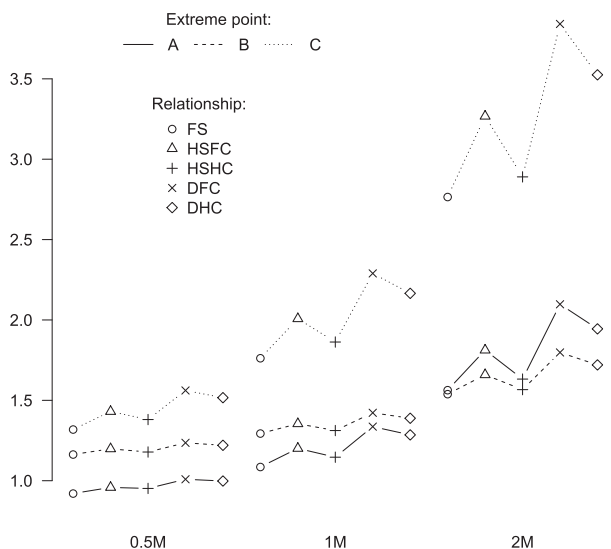 Extreme point:
A B C
Relationship:
FS
HSFC
HSHC
DFC
DHC
3.5
3.0
2.5
2.0
1.5
1.0
0.5M 1M 2M